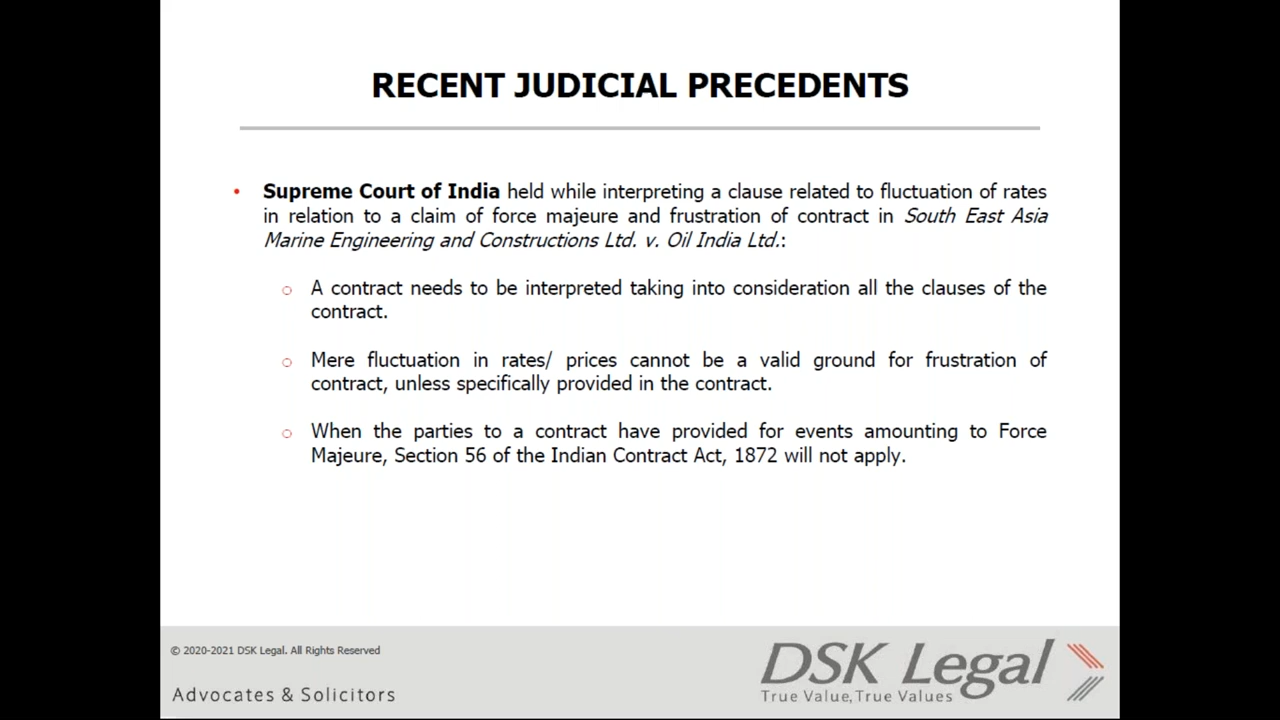 RECENT JUDICIAL PRECEDENTS
• Supreme Court of India held while interpreting a clause related to fluctuation of rates
in relation to a claim of force majeure and frustration of contract in South East Asia
Marine Engineering and Constructions Ltd. v. Oil India Ltd.:
○ A contract needs to be interpreted taking into consideration all the clauses of the
contract.
○ Mere fluctuation in rates/ prices cannot be a valid ground for frustration of
contract, unless specifically provided in the contract.
○ When the parties to a contract have provided for events amounting to Force
Majeure, Section 56 of the Indian Contract Act, 1872 will not apply.
© 2020-2021 DSK Legal. All Rights Reserved
Advocates & Solicitors
DSK Legal
True Value, True Values